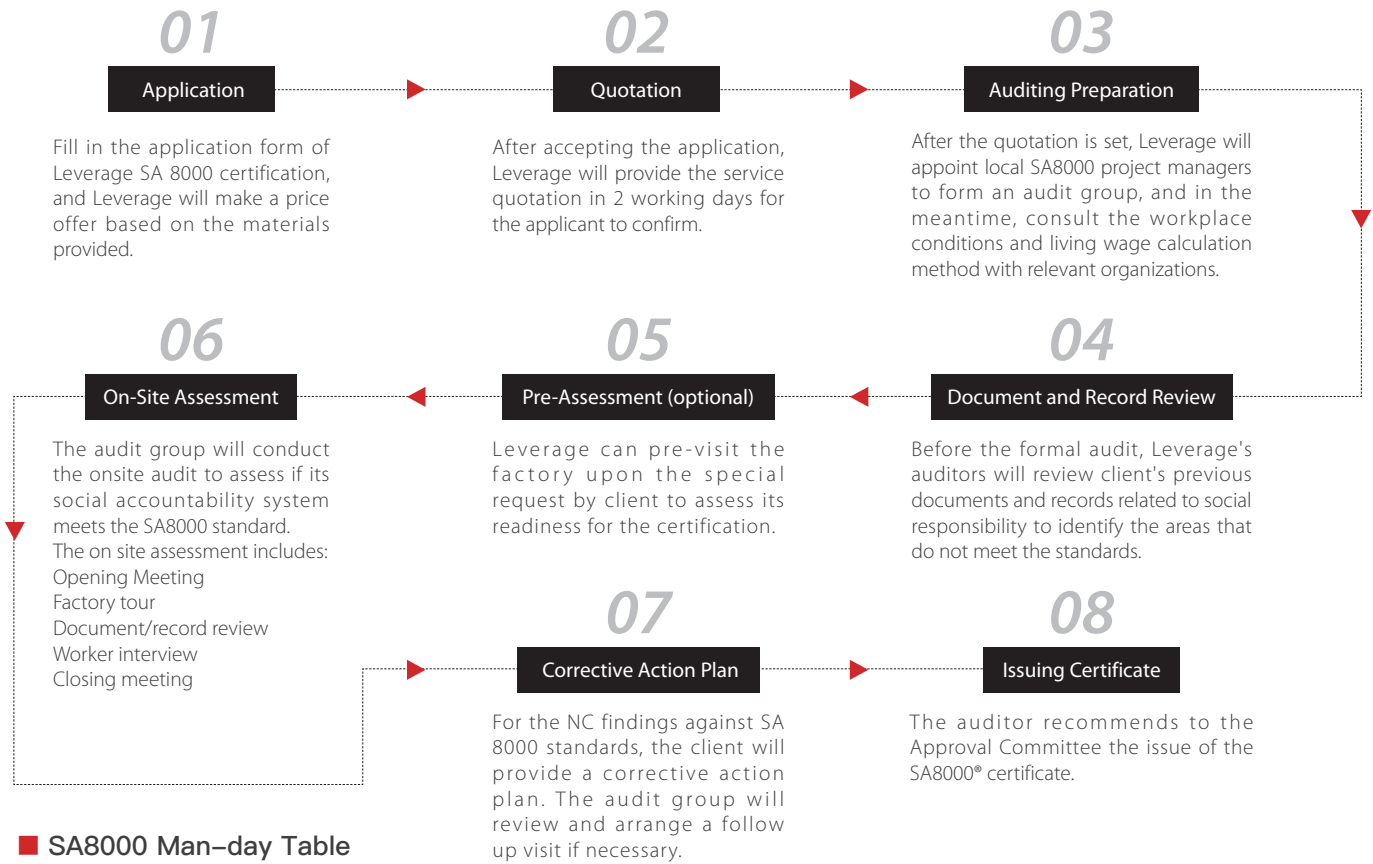 01
Application
Fill in the application form of
Leverage SA 8000 certification,
and Leverage will make a price
offer based on the materials
provided.
02
Quotation
After accepting the application,
Leverage will provide the service
quotation in 2 working days for
the applicant to confirm.
03
Auditing Preparation
After the quotation is set, Leverage will
appoint local SA8000 project managers
to form an audit group, and in the
meantime, consult the workplace
conditions and living wage calculation
method with relevant organizations.
04
Document and Record Review
Before the formal audit, Leverage's
auditors will review client's previous
documents and records related to social
responsibility to identify the areas that
do not meet the standards.
05
Pre-Assessment (optional)
Leverage can pre-visit the
factory upon the special
request by client to assess its
readiness for the certification.
06
On-Site Assessment
The audit group will conduct
the onsite audit to assess if its
social accountability system
meets the SA8000 standard.
The on site assessment includes:
Opening Meeting
Factory tour
Document/record review
Worker interview
Closing meeting
07
Corrective Action Plan
For the NC findings against SA
8000 standards, the client will
provide a corrective action
plan. The audit group will
review and arrange a follow
up visit if necessary.
08
Issuing Certificate
The auditor recommends to the
Approval Committee the issue of the
SA8000® certificate.
SA8000 Man–day Table